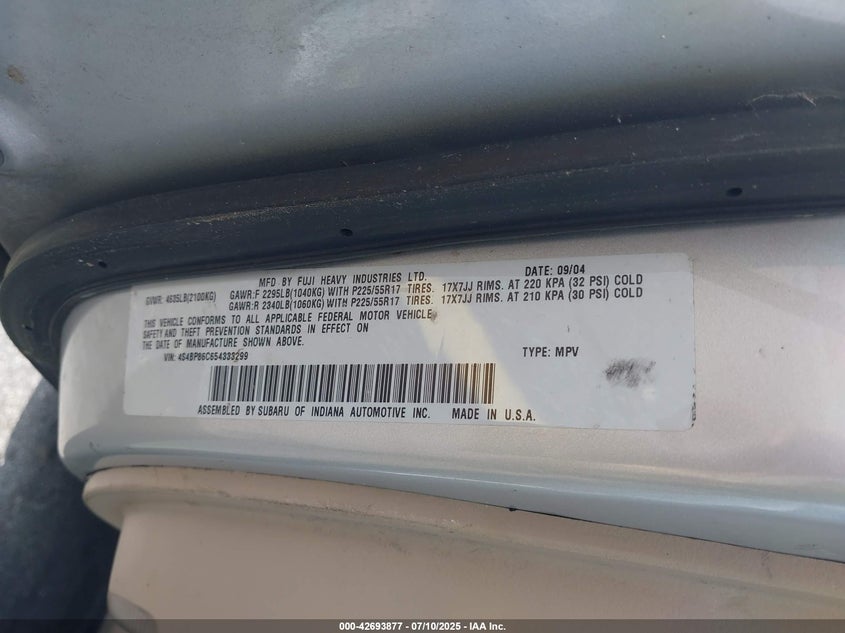 MFD BY FUJI HEAVY INDUSTRIES LTD. DATE: 09/04
GVWR: 4635LB(2100KG) GAWR:F 2295LB(1040KG) WITH P225/55R17 TIRES. 17X7JJ RIMS. AT 220 KPA (32 PSI) COLD
GAWR:R 2340LB(1060KG) WITH P225/55R17 TIRES. 17X7JJ RIMS. AT 210 KPA (30 PSI) COLD
THIS VEHICLE CONFORMS TO ALL APPLICABLE FEDERAL MOTOR VEHICLE
SAFETY AND THEFT PREVENTION STANDARDS IN EFFECT ON
THE DATE OF MANUFACTURE SHOWN ABOVE.
VIN: 4S4BP86C654333299 TYPE: MPV
ASSEMBLED BY SUBARU OF INDIANA AUTOMOTIVE INC. MADE IN U.S.A.
000-42693877 - 07/10/2025 - IAA Inc.